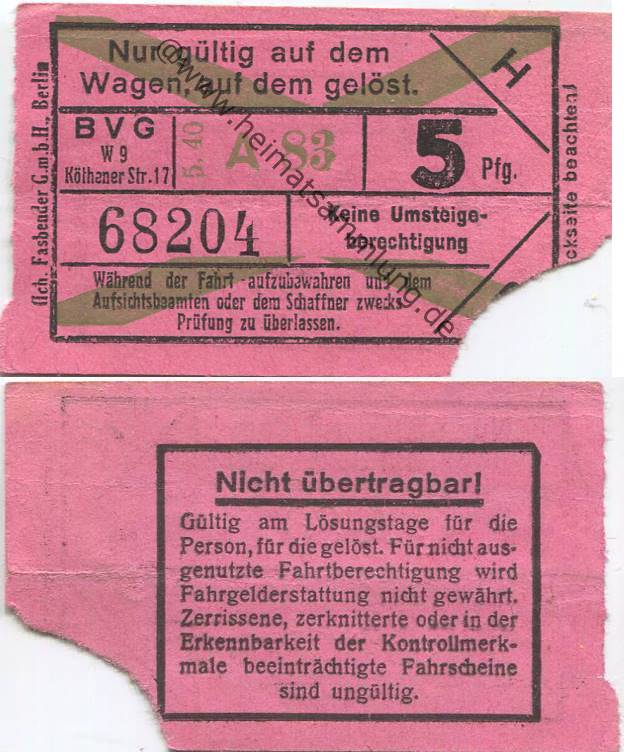 Nur gültig auf dem
Wagen, auf dem gelöst.
H
BVG
W 9
Köthener Str. 17
5.40
A 83
5 Pfg.
68204
Keine Umsteige-
berechtigung
Während der Fahrt aufzubewahren und dem
Aufsichtsbeamten oder dem Schaffner zwecks
Prüfung zu überlassen.
Fasbender G.m.b.H., Berlin
beachten!
©www.heimatsammlung.de
Nicht übertragbar!
Gültig am Lösungstage für die
Person, für die gelöst. Für nicht aus-
genutzte Fahrtberechtigung wird
Fahrgelderstattung nicht gewährt.
Zerrissene, zerknitterte oder in der
Erkennbarkeit der Kontrollmerk-
male beeinträchtigte Fahrscheine
sind ungültig.